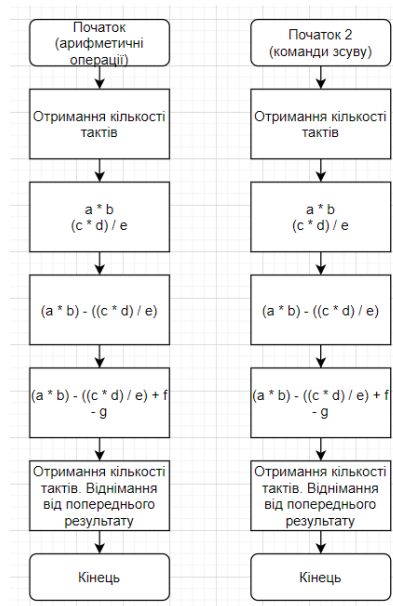 Початок
(арифметичні
операції)
Отримання кількості
тактів
a * b
(c * d) / e
(a * b) - ((c * d) / e)
(a * b) - ((c * d) / e) + f
- g
Отримання кількості
тактів. Віднімання
від попереднього
результату
Кінець
Початок 2
(команди зсуву)
Отримання кількості
тактів
a * b
(c * d) / e
(a * b) - ((c * d) / e)
(a * b) - ((c * d) / e) + f
- g
Отримання кількості
тактів. Віднімання
від попереднього
результату
Кінець